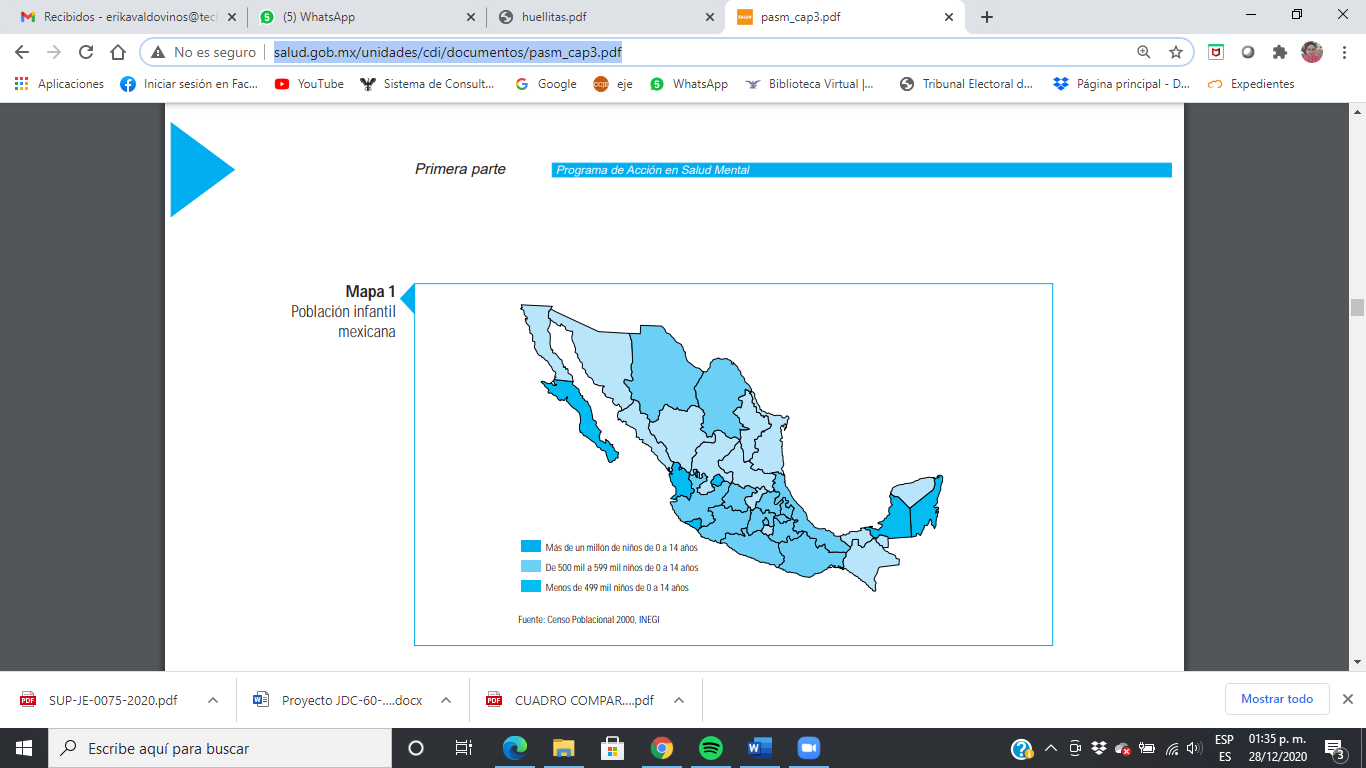 Recibidos - erikavaldovinos@tec
(5) WhatsApp
huellitas.pdf
SALUD
pasm_cap3.pdf
No es seguro
salud.gob.mx/unidades/cdi/documentos/pasm_cap3.pdf
Aplicaciones
Iniciar sesión en Fac...
YouTube
Sistema de Consult...
Google
eje
WhatsApp
Biblioteca Virtual |...
Tribunal Electoral d...
Página principal - D...
Expedientes
Primera parte
Programa de Acción en Salud Mental
Mapa 1
Población infantil
mexicana
Más de un millón de niños de 0 a 14 años
De 500 mil a 599 mil niños de 0 a 14 años
Menos de 499 mil niños de 0 a 14 años
Fuente: Censo Poblacional 2000, INEGI
SUP-JE-0075-2020.pdf
Proyecto JDC-60-....docx
CUADRO COMPAR....pdf
Mostrar todo
Escribe aquí para buscar
ESP
ES
01:35 p. m.
28/12/2020
3